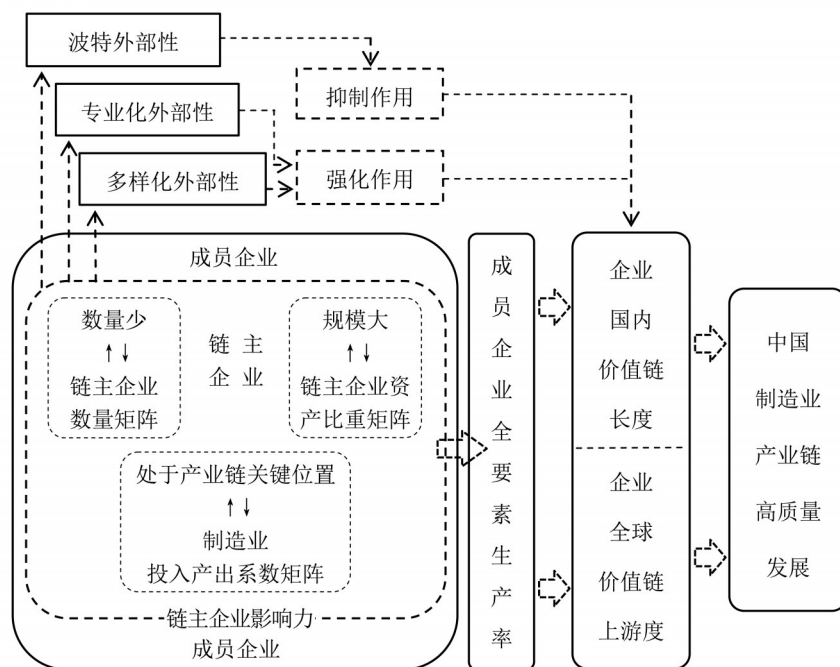 波特外部性
抑制作用
专业化外部性
多样化外部性
强化作用
成员企业
数量少
↑↓
链主企业
数量矩阵
链 主
企 业
规模大
↑↓
链主企业资
产比重矩阵
处于产业链关键位置
↑↓
制造业
投入产出系数矩阵
链主企业影响力
成员企业
成
员
企
业
全
要
素
生
产
率
企业
国内
价值链
长度
企业
全球
价值链
上游度
中国
制造业
产业链
高质量
发展